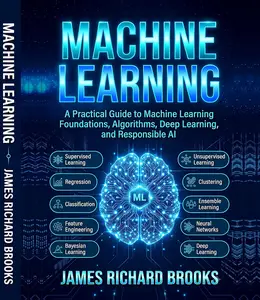 MACHINE LEARNING
JAMES RICHARD BROOKS
MACHINE
LEARNING
A Practical Guide to Machine Learning
Foundations, Algorithms, Deep Learning,
and Responsible AI
Supervised
Learning
Unsupervised
Learning
Regression
Clustering
ML
Classification
Ensemble
Learning
Feature
Engineering
Neural
Networks
Bayesian
Learning
Deep
Learning
JAMES RICHARD BROOKS